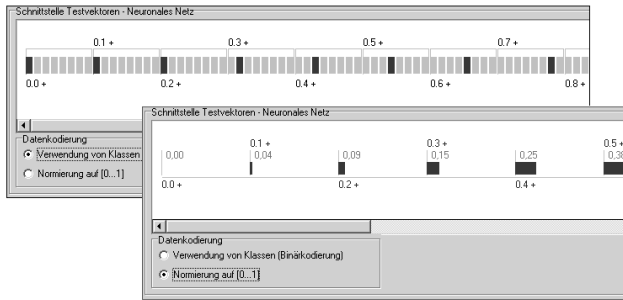 Schnittstelle Testvektoren - Neuronales Netz
0.1 + 0.3 + 0.5 + 0.7 +
0.0 + 0.2 + 0.4 + 0.6 + 0.8 +
Datenkodierung
Verwendung von Klassen
Normierung auf [0...1]
Schnittstelle Testvektoren - Neuronales Netz
0.1 + 0.3 + 0.5 +
0,00 0,04 0,09 0,15 0,25 0,38
0.0 + 0.2 + 0.4 +
Datenkodierung
Verwendung von Klassen (Binärkodierung)
Normierung auf [0...1]